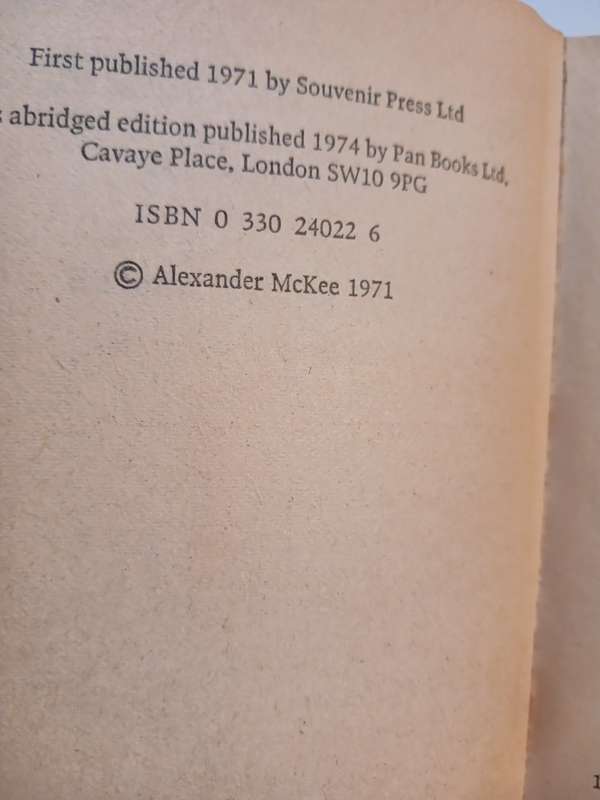 First published 1971 by Souvenir Press Ltd
abridged edition published 1974 by Pan Books Ltd,
Cavaye Place, London SW10 9PG
ISBN 0 330 24022 6
© Alexander McKee 1971